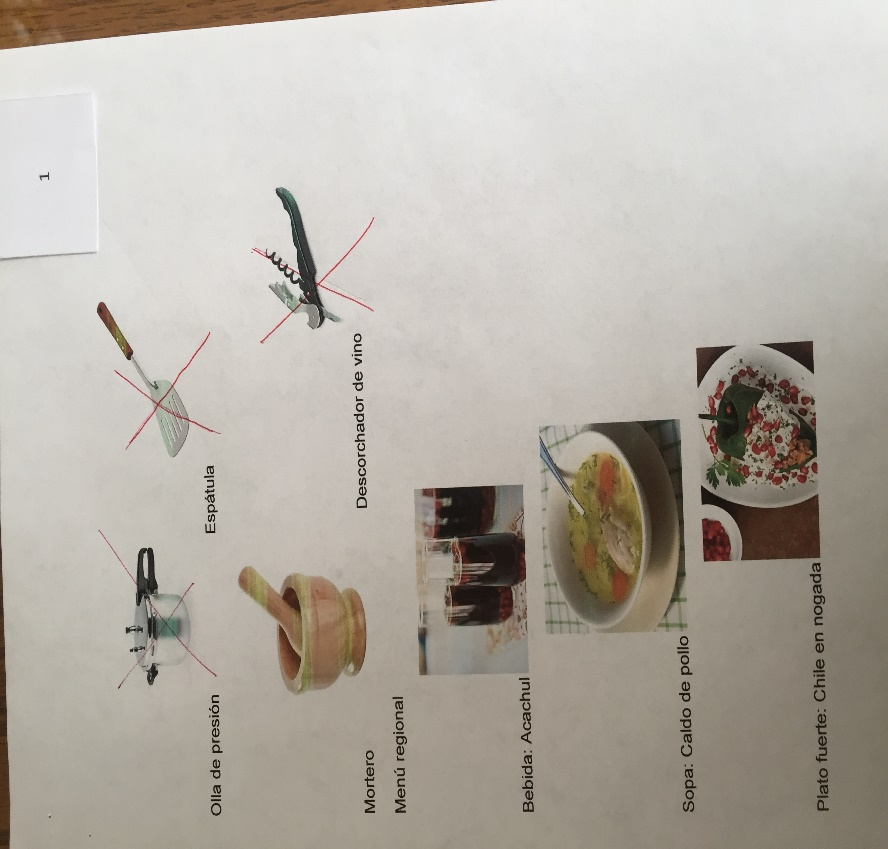 1
Olla de presión
Espátula
Mortero
Descorchador de vino
Menú regional
Bebida: Acachul
Sopa: Caldo de pollo
Plato fuerte: Chile en nogada